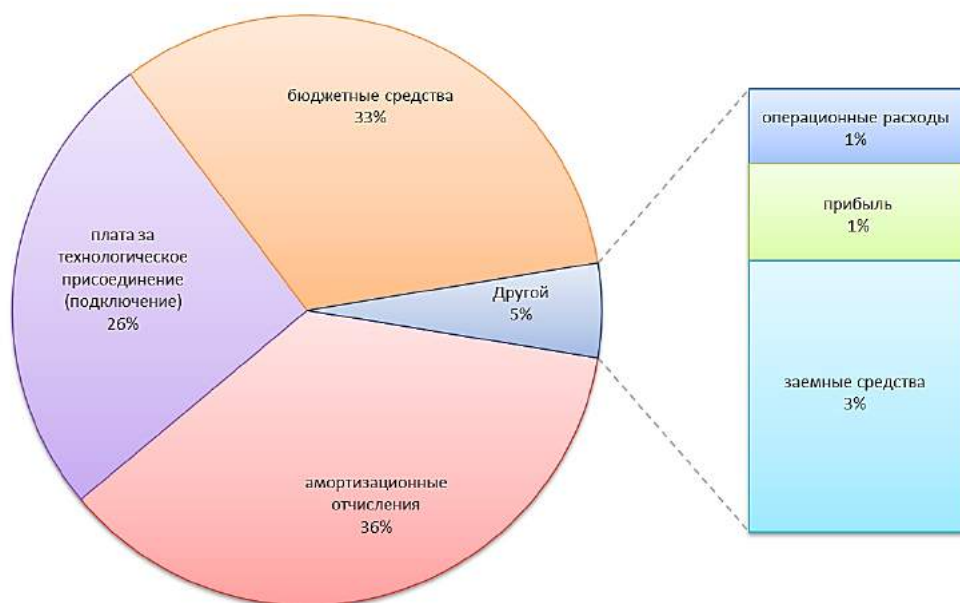 бюджетные средства
33%
плата за
технологическое
присоединение
(подключение)
26%
Другой
5%
амортизационные
отчисления
36%
операционные расходы
1%
прибыль
1%
заемные средства
3%